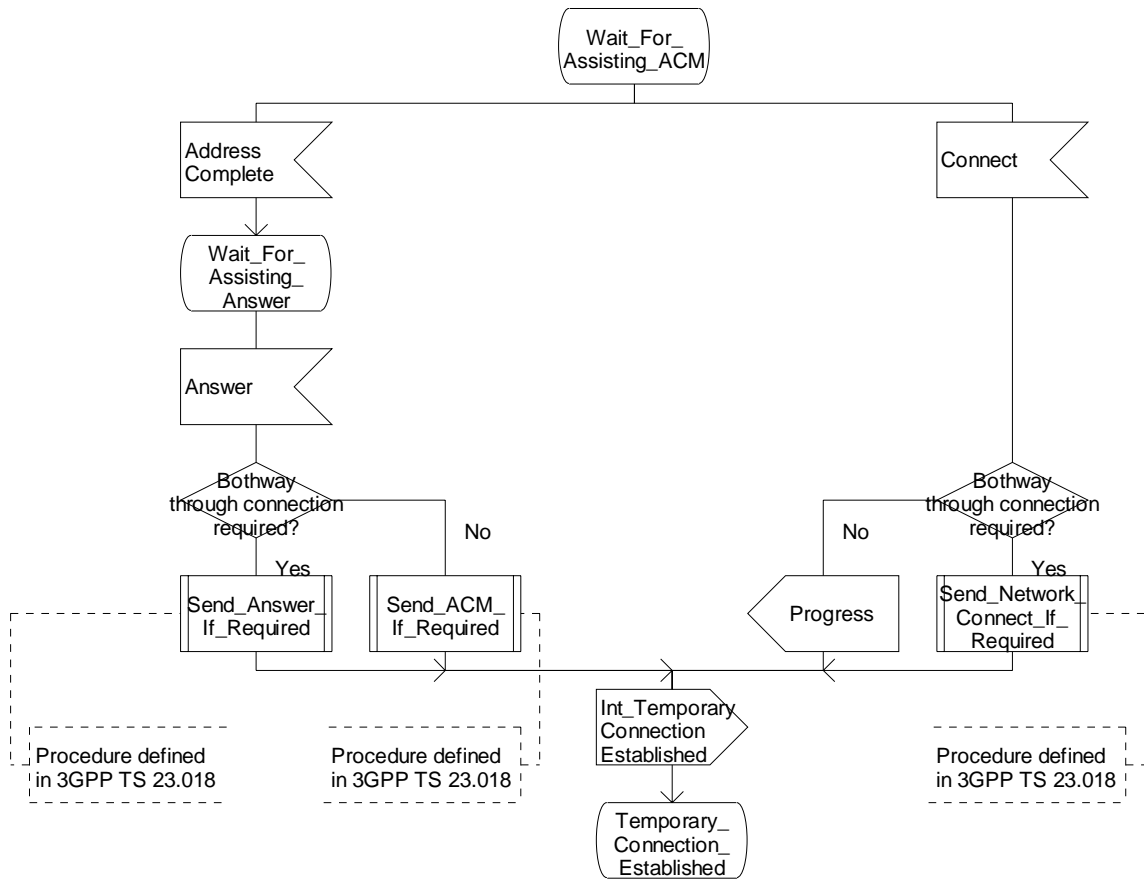 Wait_For_
Assisting_ACM
Address
Complete
Connect
Wait_For_
Assisting_
Answer
Answer
Bothway
through connection
required?
Bothway
through connection
required?
No
No
Yes
Yes
Send_Answer_
If_Required
Send_ACM_
If_Required
Progress
Send_Network_
Connect_If_
Required
Int_Temporary
Connection
Established
Procedure defined
in 3GPP TS 23.018
Procedure defined
in 3GPP TS 23.018
Procedure defined
in 3GPP TS 23.018
Temporary_
Connection_
Established